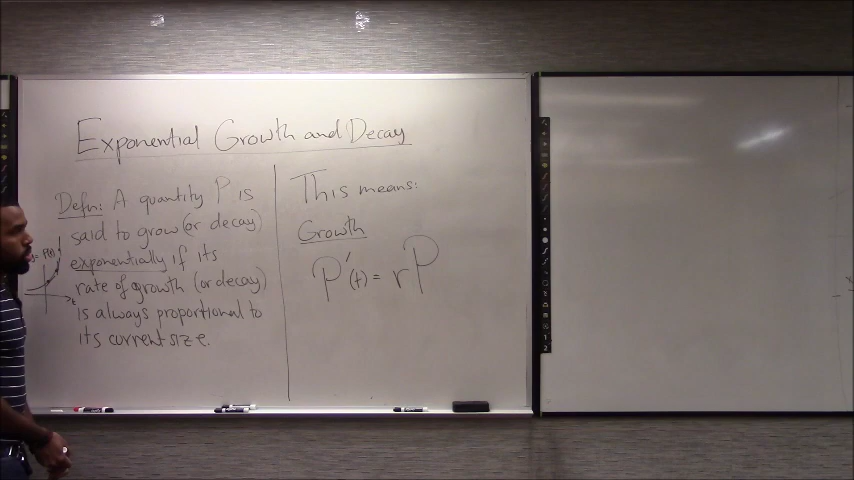 Exponential Growth and Decay
Defn: A quantity P is
said to grow (or decay)
exponentially if its
rate of growth (or decay)
is always proportional to
its current size.
= P(t)
t
This means:
Growth
P'(t) = rP